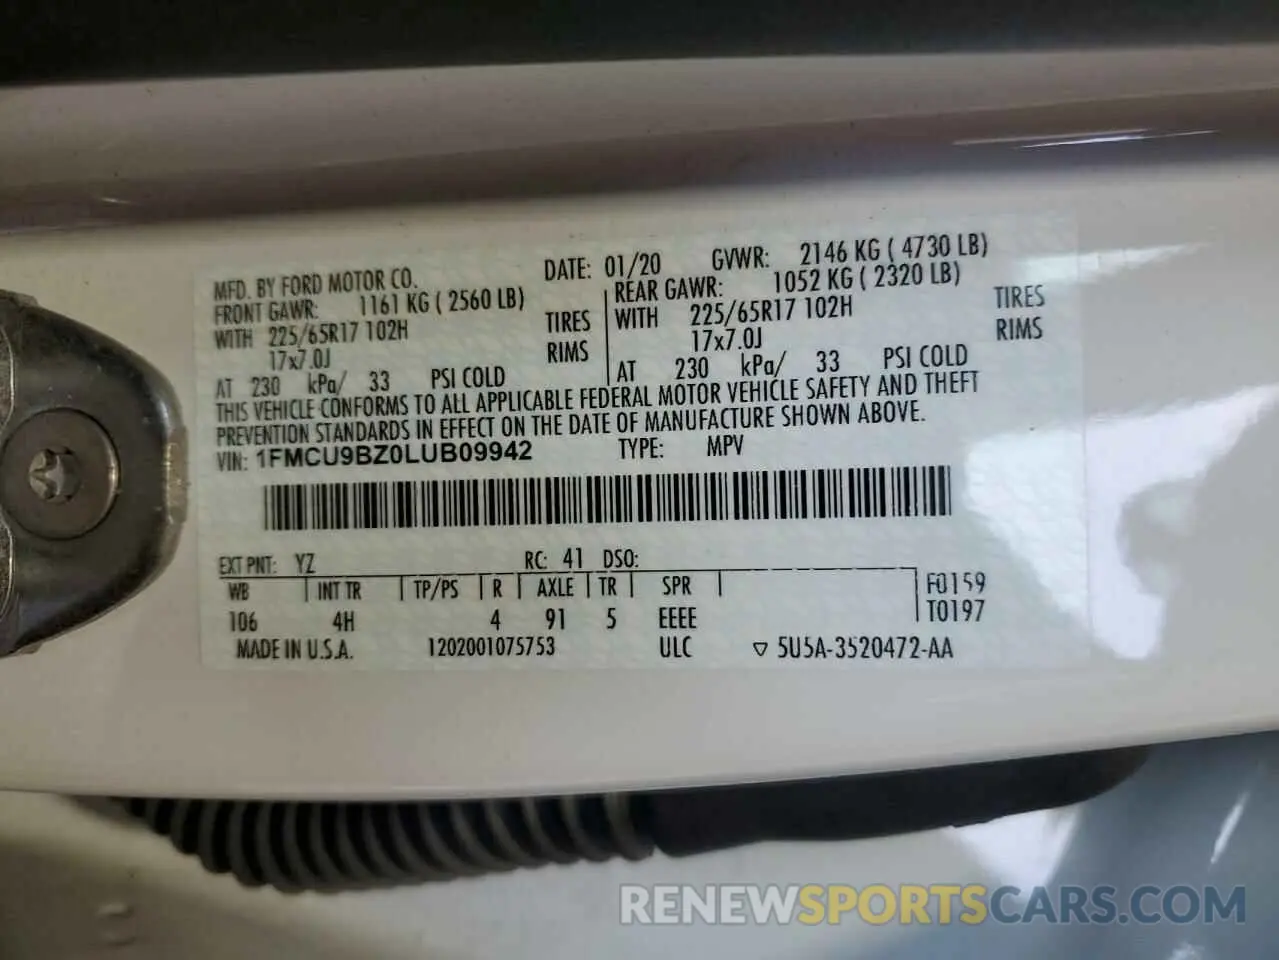 MFD. BY FORD MOTOR CO. DATE: 01/20 GVWR: 2146 KG ( 4730 LB)
FRONT GAWR: 1161 KG ( 2560 LB) REAR GAWR: 1052 KG ( 2320 LB)
WITH 225/65R17 102H TIRES WITH 225/65R17 102H TIRES
17x7.0J RIMS 17x7.0J RIMS
AT 230 kPa/ 33 PSI COLD AT 230 kPa/ 33 PSI COLD
THIS VEHICLE CONFORMS TO ALL APPLICABLE FEDERAL MOTOR VEHICLE SAFETY AND THEFT
PREVENTION STANDARDS IN EFFECT ON THE DATE OF MANUFACTURE SHOWN ABOVE.
VIN: 1FMCU9BZ0LUB09942 TYPE: MPV
EXT PNT: YZ RC: 41 DSO:
WB INT TR TP/PS R AXLE TR SPR F0159
106 4H 4 91 5 EEEE T0197
MADE IN U.S.A. 1202001075753 ULC ▽ 5U5A-3520472-AA
RENEWSPORTSCARS.COM